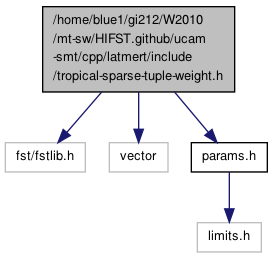 /home/blue1/gi212/W2010
/mt-sw/HIFST.github/ucam
-smt/cpp/latmert/include
/tropical-sparse-tuple-weight.h
fst/fstlib.h
vector
params.h
limits.h